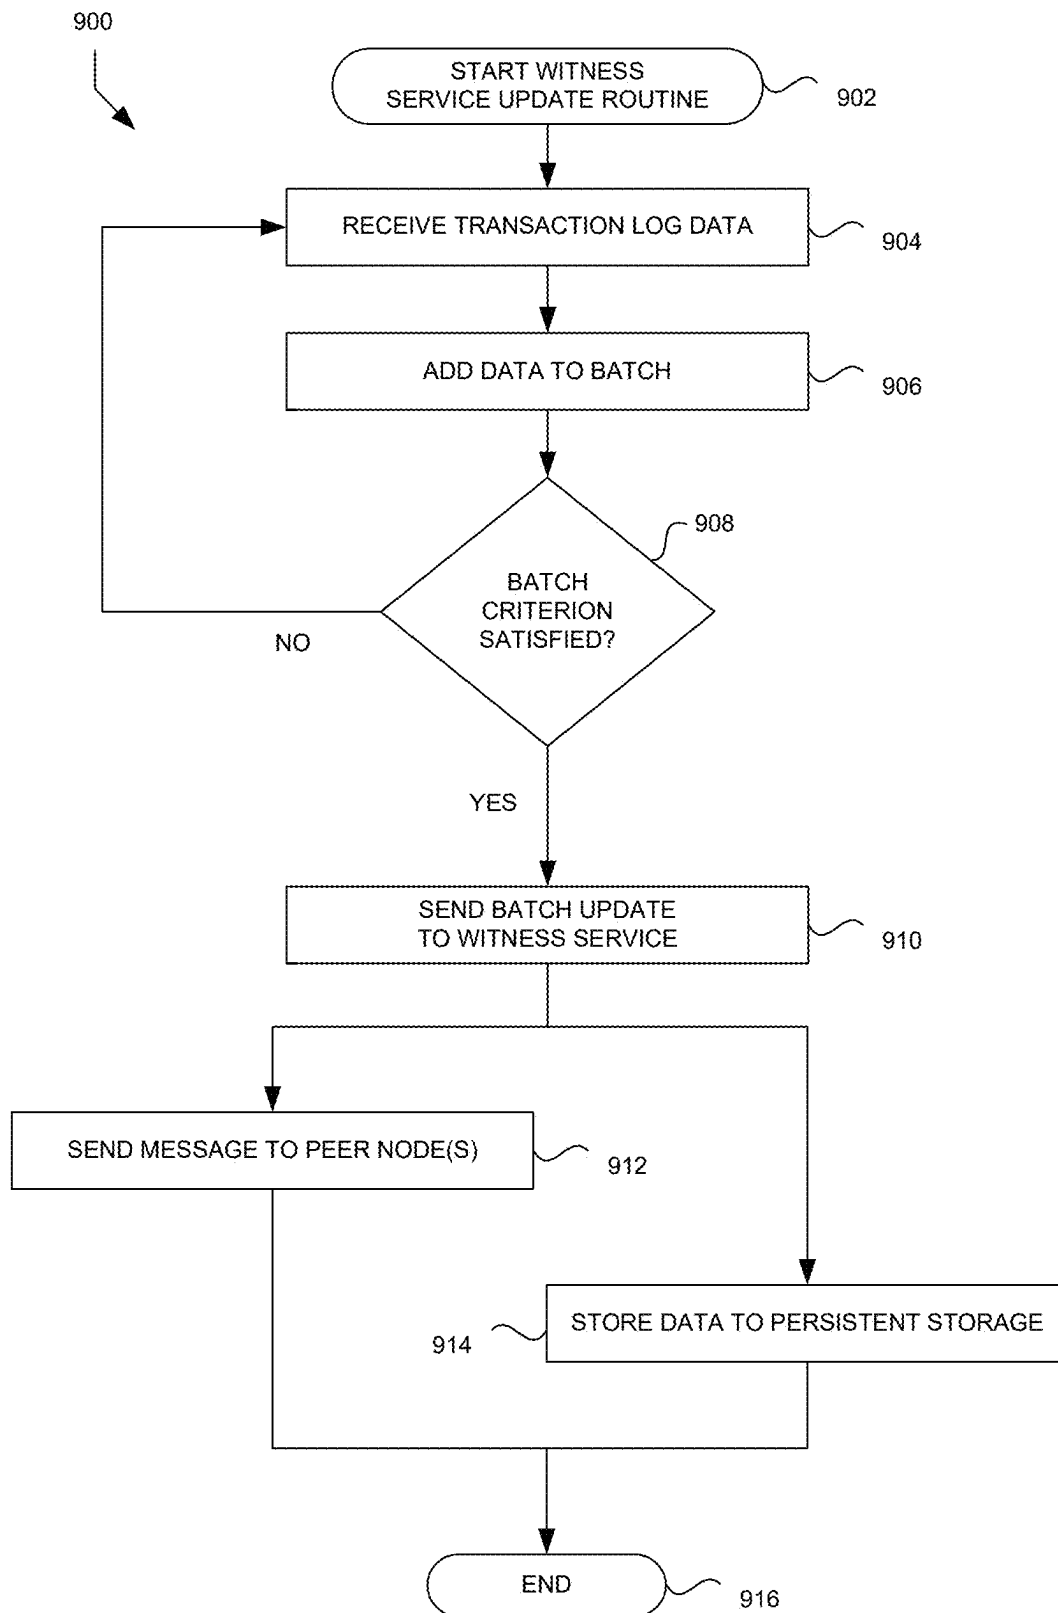 900
START WITNESS
SERVICE UPDATE ROUTINE
902
RECEIVE TRANSACTION LOG DATA
904
ADD DATA TO BATCH
906
908
BATCH
CRITERION
SATISFIED?
NO
YES
SEND BATCH UPDATE
TO WITNESS SERVICE
910
SEND MESSAGE TO PEER NODE(S)
912
STORE DATA TO PERSISTENT STORAGE
914
END
916